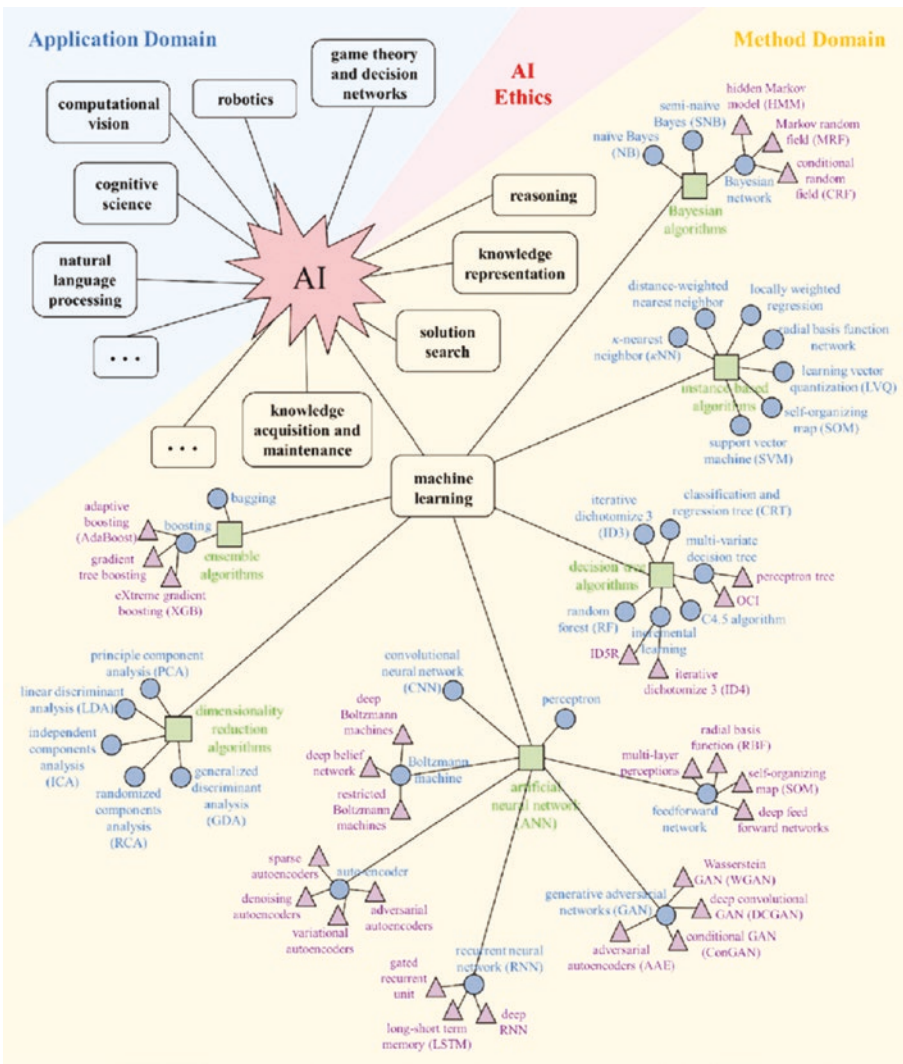 Application Domain
AI
Ethics
Method Domain
game theory
and decision
networks
robotics
computational
vision
cognitive
science
natural
language
processing
. . .
AI
reasoning
knowledge
representation
solution
search
knowledge
acquisition and
maintenance
. . .
machine
learning
hidden Markov
model (HMM)
semi-naive
Bayes (SNB)
Markov random
field (MRF)
naive Bayes
(NB)
Bayesian
network
conditional
random
field (CRF)
Bayesian
algorithms
distance-weighted
nearest neighbor
locally weighted
regression
κ-nearest
neighbor (κNN)
radial basis function
network
instance-based
algorithms
learning vector
quantization (LVQ)
self-organizing
map (SOM)
support vector
machine (SVM)
bagging
adaptive
boosting
(AdaBoost)
boosting
ensemble
algorithms
gradient
tree boosting
eXtreme gradient
boosting (XGB)
iterative
dichotomize 3
(ID3)
classification and
regression tree (CRT)
multi-variate
decision tree
decision tree
algorithms
perceptron tree
OCI
random
forest (RF)
C4.5 algorithm
incremental
learning
ID5R
iterative
dichotomize 3 (ID4)
principle component
analysis (PCA)
linear discriminant
analysis (LDA)
dimensionality
reduction
algorithms
independent
components
analysis
(ICA)
randomized
components
analysis
(RCA)
generalized
discriminant
analysis
(GDA)
convolutional
neural network
(CNN)
perceptron
deep
Boltzmann
machines
deep belief
network
Boltzmann
machine
restricted
Boltzmann
machines
artificial
neural network
(ANN)
radial basis
function (RBF)
multi-layer
perceptions
self-organizing
map (SOM)
feedforward
network
deep feed
forward networks
sparse
autoencoders
auto-encoder
denoising
autoencoders
adversarial
autoencoders
variational
autoencoders
Wasserstein
GAN (WGAN)
generative adversarial
networks (GAN)
deep convolutional
GAN (DCGAN)
adversarial
autoencoders (AAE)
conditional GAN
(ConGAN)
recurrent neural
network (RNN)
gated
recurrent
unit
long-short term
memory (LSTM)
deep
RNN